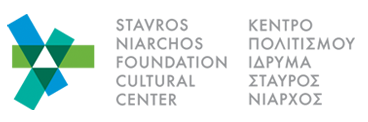 STAVROS
NIARCHOS
FOUNDATION
CULTURAL
CENTER
ΚΕΝΤΡΟ
ΠΟΛΙΤΙΣΜΟΥ
ΙΔΡΥΜΑ
ΣΤΑΥΡΟΣ
ΝΙΑΡΧΟΣ